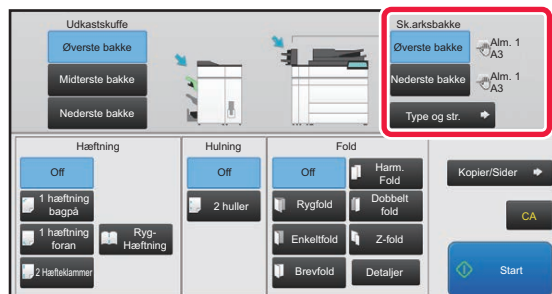 Udkastskuffe
Øverste bakke
Midterste bakke
Nederste bakke
Sk.arksbakke
Øverste bakke
Alm. 1
A3
Nederste bakke
Alm. 1
A3
Type og str.
Hæftning
Off
1 hæftning
bagpå
1 hæftning
foran
Ryg-
Hæftning
2 Hæfteklammer
Hulning
Off
2 huller
Fold
Off
Harm.
Fold
Rygfold
Dobbelt
fold
Enkeltfold
Z-fold
Brevfold
Detaljer
Kopier/Sider
CA
Start